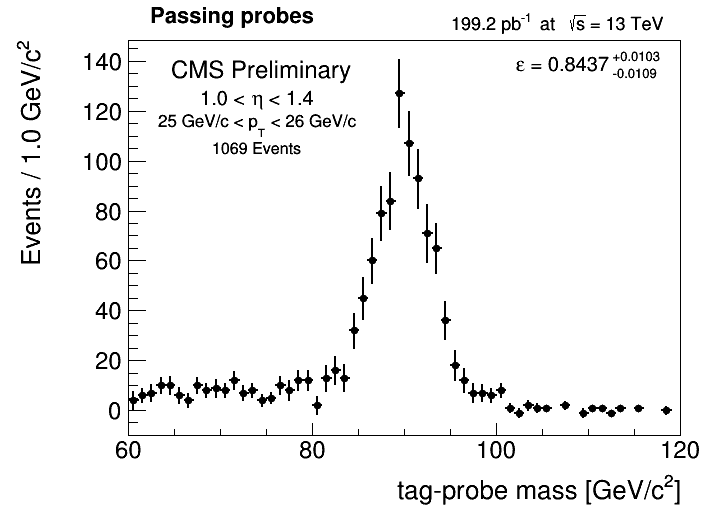 Passing probes
199.2 pb⁻¹ at √s = 13 TeV
CMS Preliminary
1.0 < η < 1.4
25 GeV/c < p_T < 26 GeV/c
1069 Events
ε = 0.8437 +0.0103 -0.0109
Events / 1.0 GeV/c²
140
120
100
80
60
40
20
0
60 80 100 120
tag-probe mass [GeV/c²]